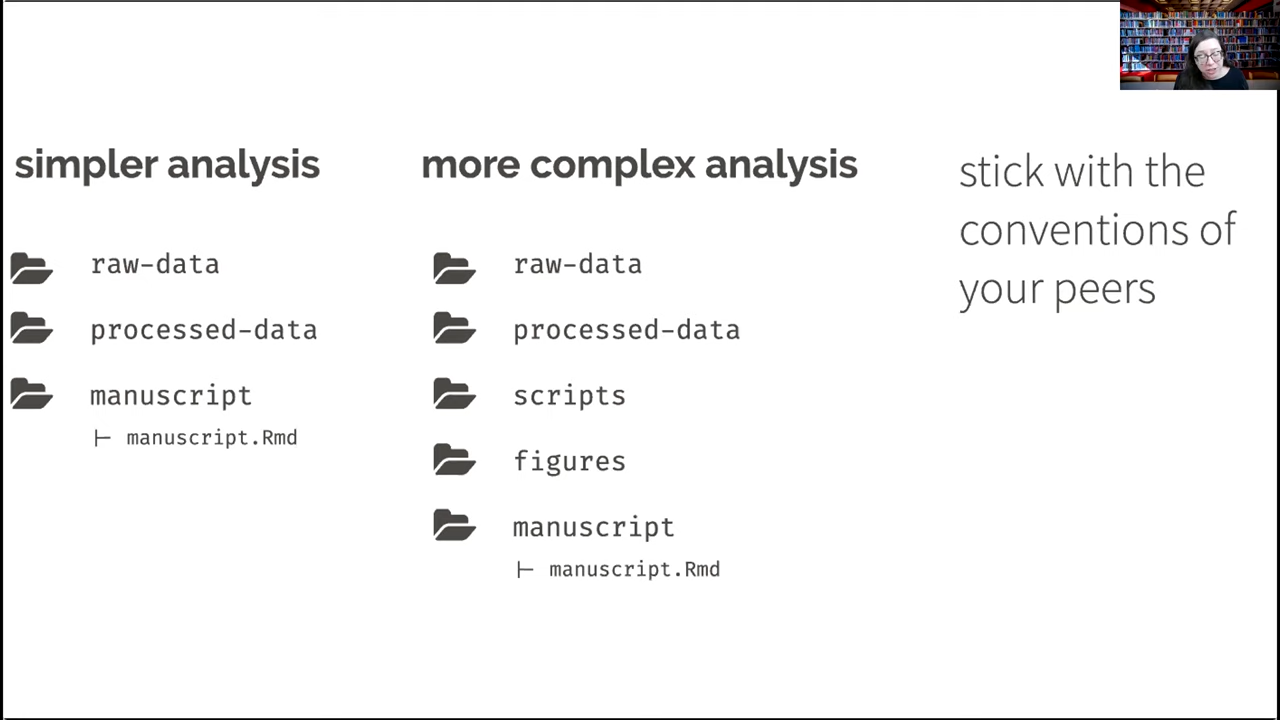 simpler analysis
raw-data
processed-data
manuscript
⊢ manuscript.Rmd
more complex analysis
raw-data
processed-data
scripts
figures
manuscript
⊢ manuscript.Rmd
stick with the
conventions of
your peers